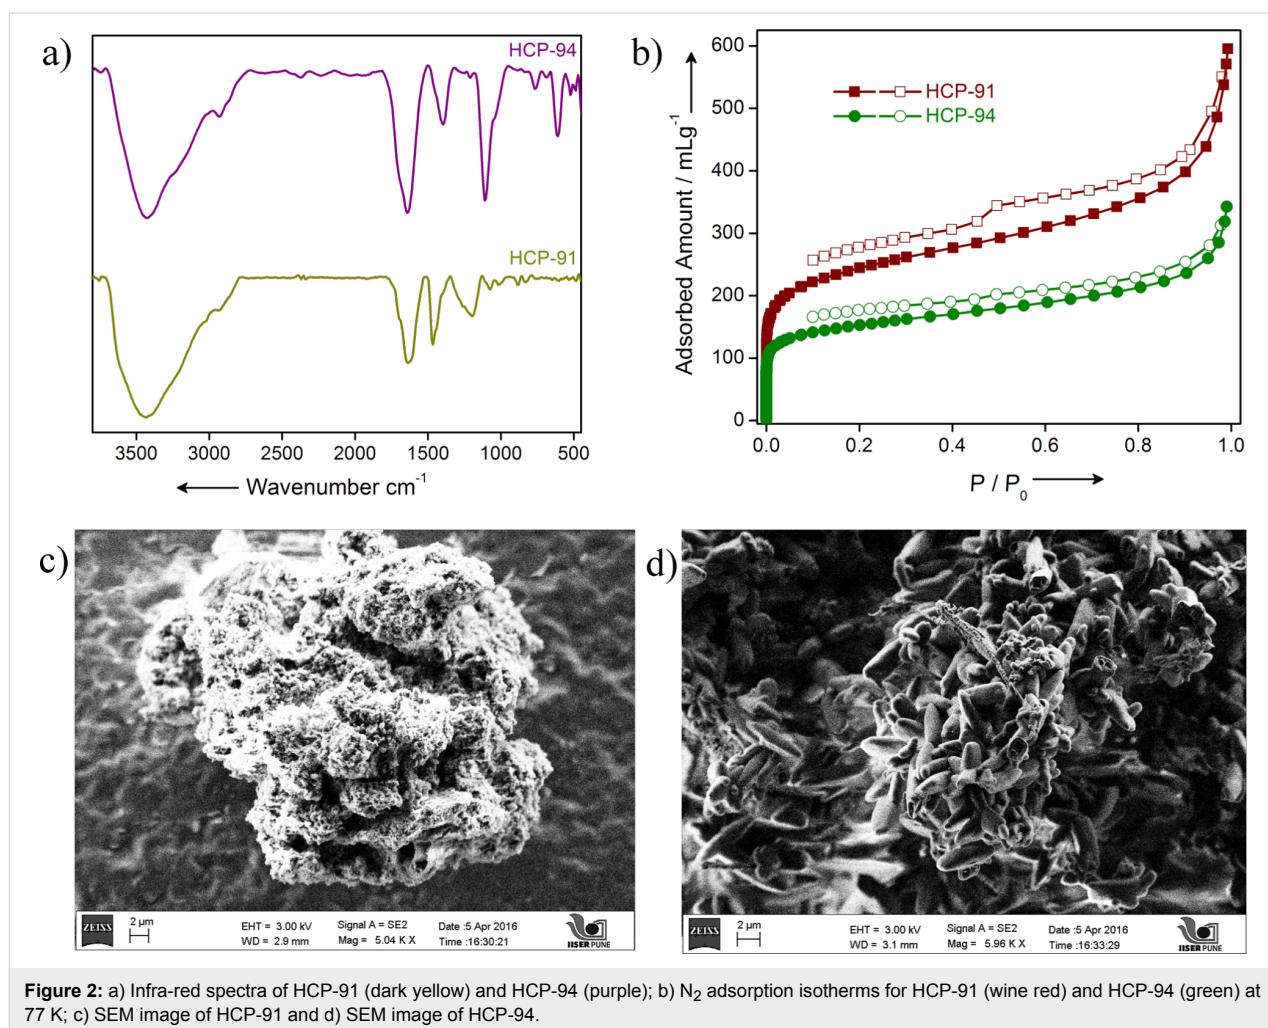 a)
HCP-94
HCP-91
3500 3000 2500 2000 1500 1000 500
Wavenumber cm⁻¹
b)
Adsorbed Amount / mLg⁻¹
600
500
400
300
200
100
0
HCP-91
HCP-94
0.0 0.2 0.4 0.6 0.8 1.0
P / P₀
c)
ZEISS
2 µm
EHT = 3.00 kV Signal A = SE2 Date :5 Apr 2016
WD = 2.9 mm Mag = 5.04 K X Time :16:30:21
IISER PUNE
d)
ZEISS
2 µm
EHT = 3.00 kV Signal A = SE2 Date :5 Apr 2016
WD = 3.1 mm Mag = 5.96 K X Time :16:33:29
IISER PUNE
Figure 2: a) Infra-red spectra of HCP-91 (dark yellow) and HCP-94 (purple); b) N₂ adsorption isotherms for HCP-91 (wine red) and HCP-94 (green) at
77 K; c) SEM image of HCP-91 and d) SEM image of HCP-94.